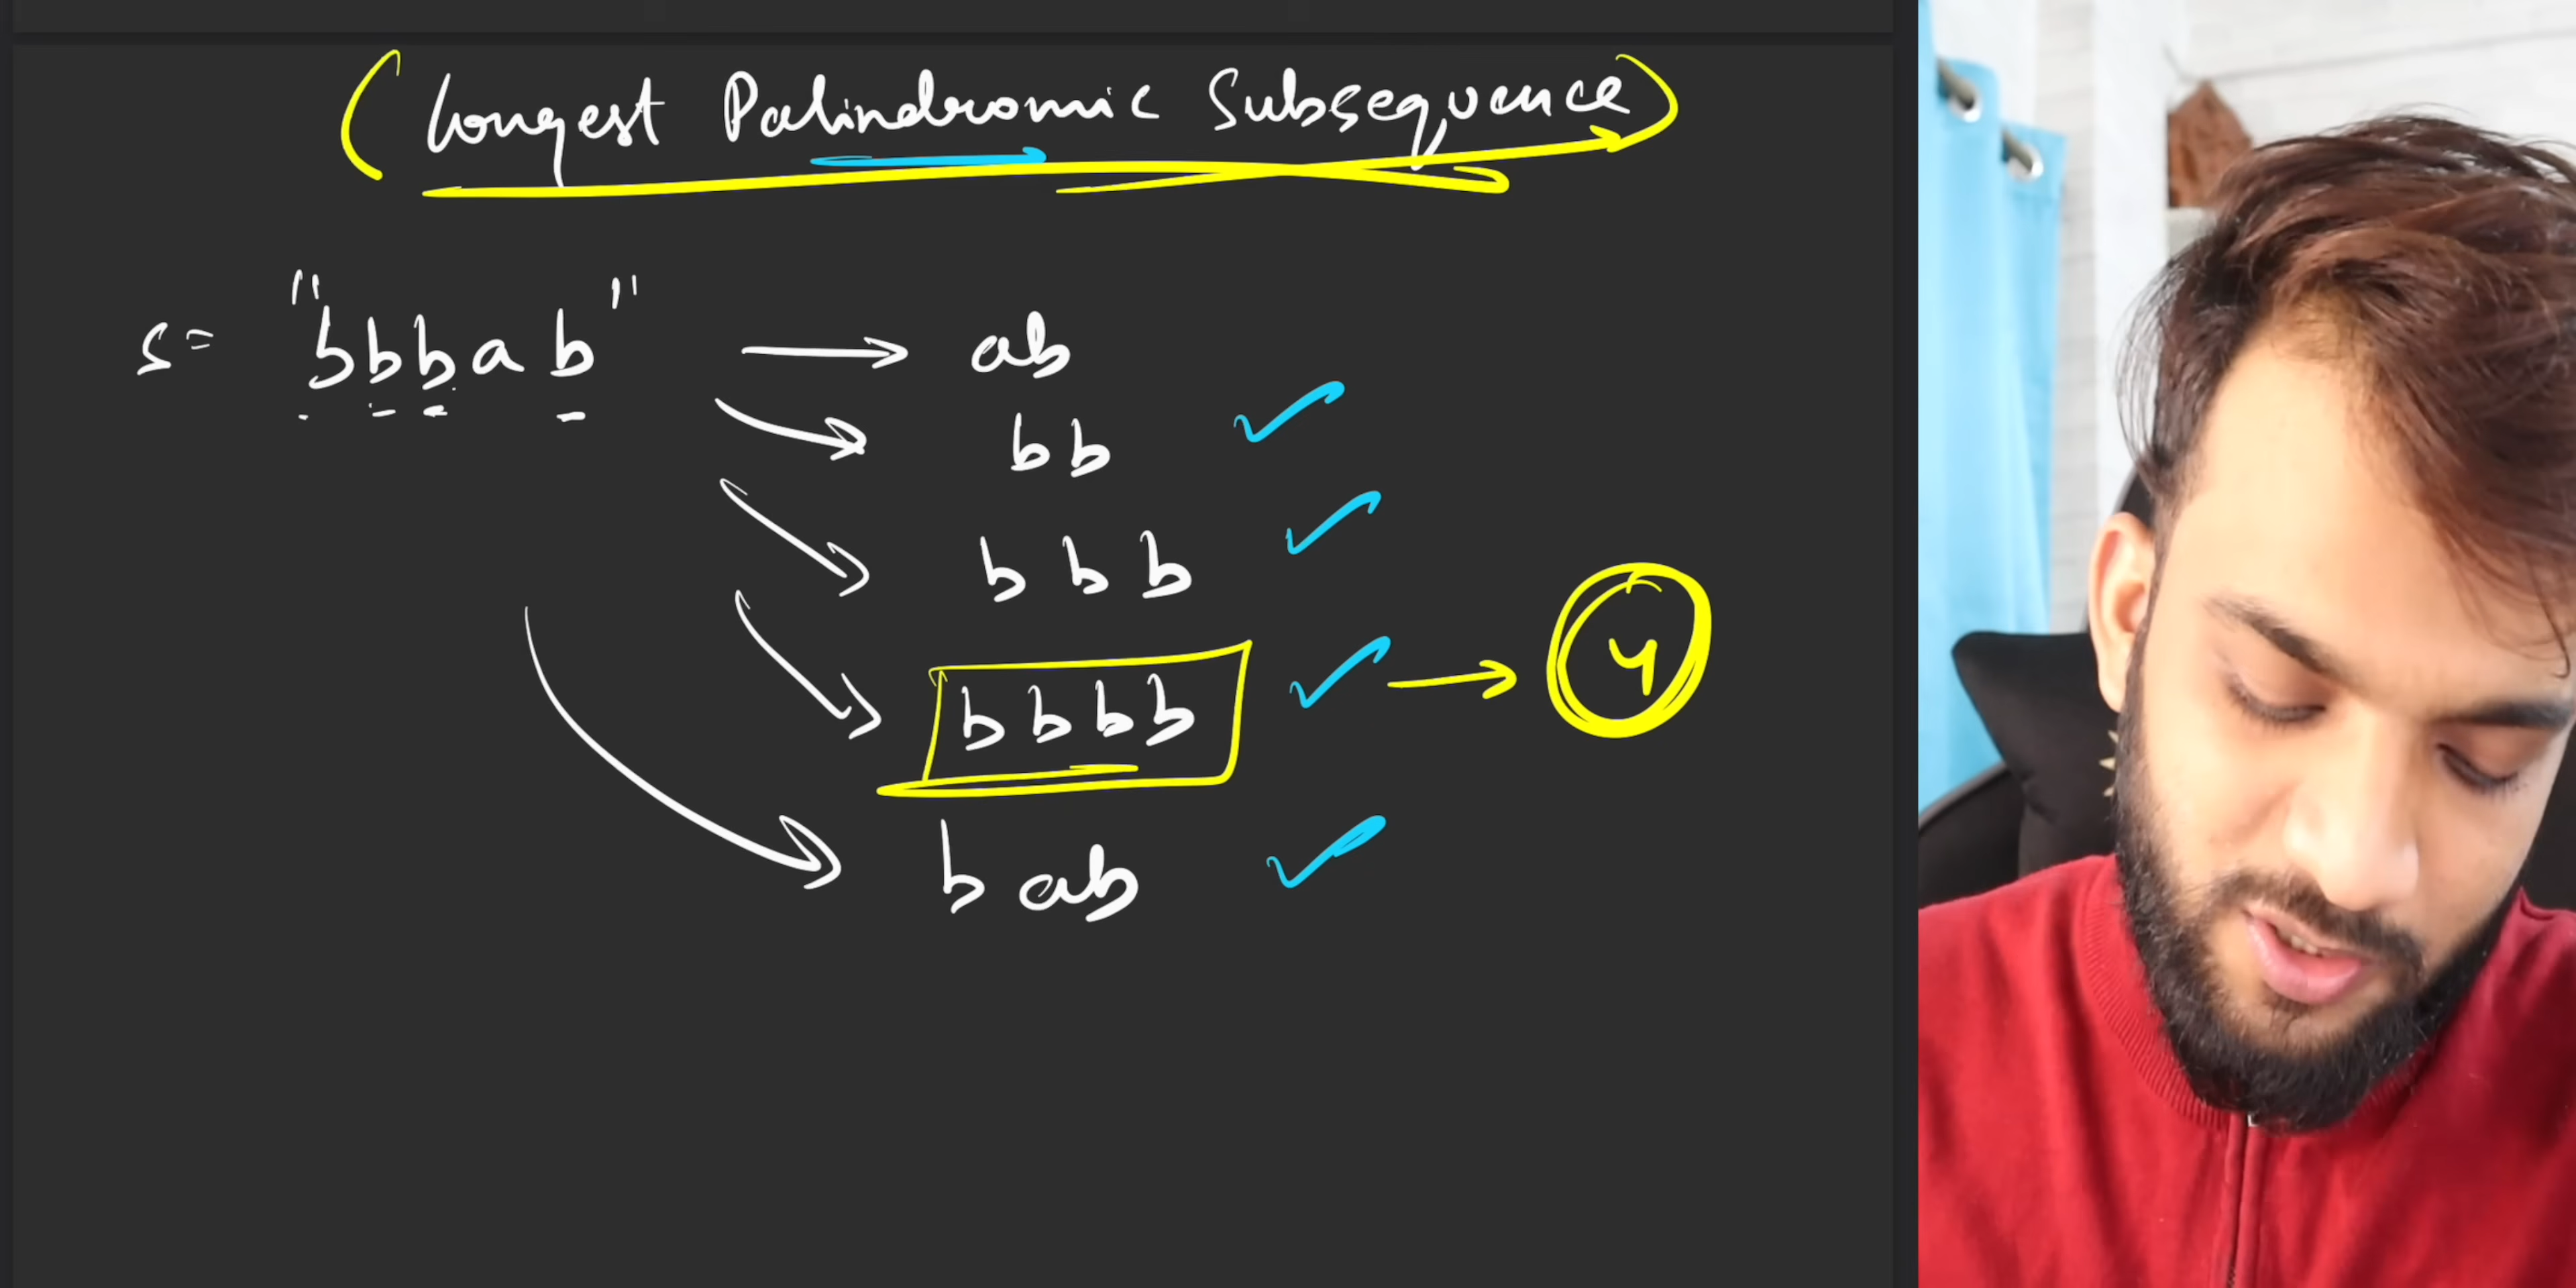 (Longest Palindromic Subsequence)
s= "bbbab" → ab
bb ✓
bbb ✓
bbbb ✓ → 4
bab ✓